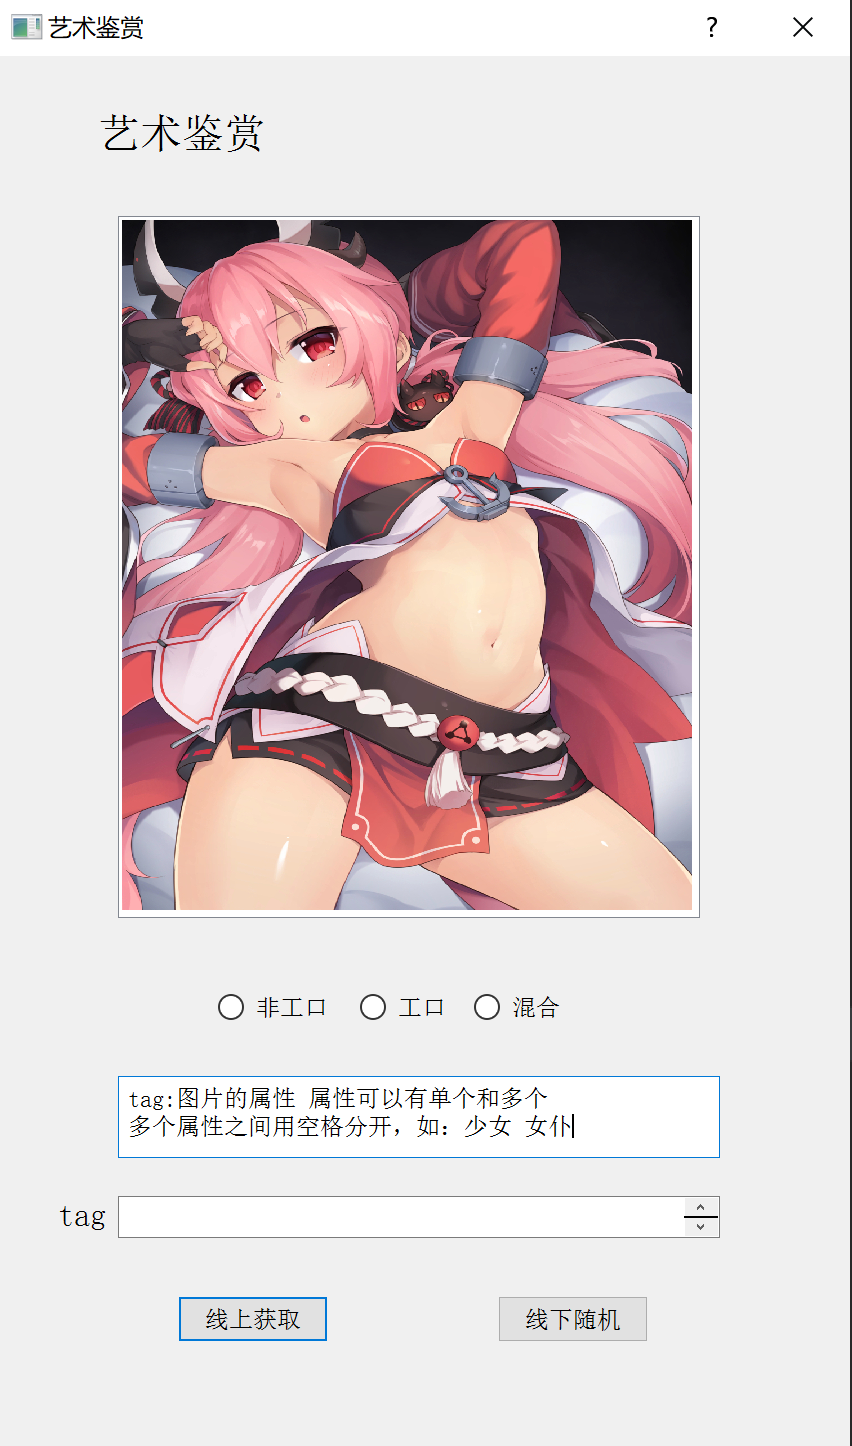 艺术鉴赏
艺术鉴赏
非工口 工口 混合
tag:图片的属性 属性可以有单个和多个
多个属性之间用空格分开，如：少女 女仆
tag
线上获取 线下随机